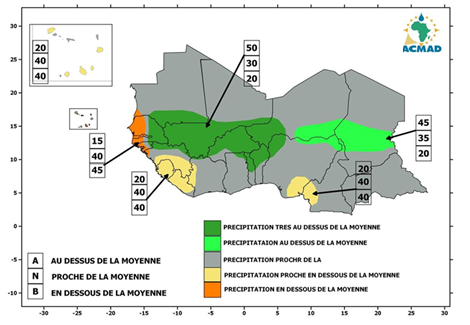 ACMAD
20
40
40
50
30
20
45
35
20
15
40
45
20
40
40
20
40
40
PRECIPITATION TRES AU DESSUS DE LA MOYENNE
PRECIPITATAION AU DESSUS DE LA MOYENNE
PRECIPITATION PROCHR DE LA
PRECIPITATAION PROCHE EN DESSOUS DE LA MOYENNE
PRECIPITATION EN DESSOUS DE LA MOYENNE
A AU DESSUS DE LA MOYENNE
N PROCHE DE LA MOYENNE
B EN DESSOUS DE LA MOYENNE
30
25
20
15
10
5
0
-5
-10
-30 -25 -20 -15 -10 -5 0 5 10 15 20 25 30